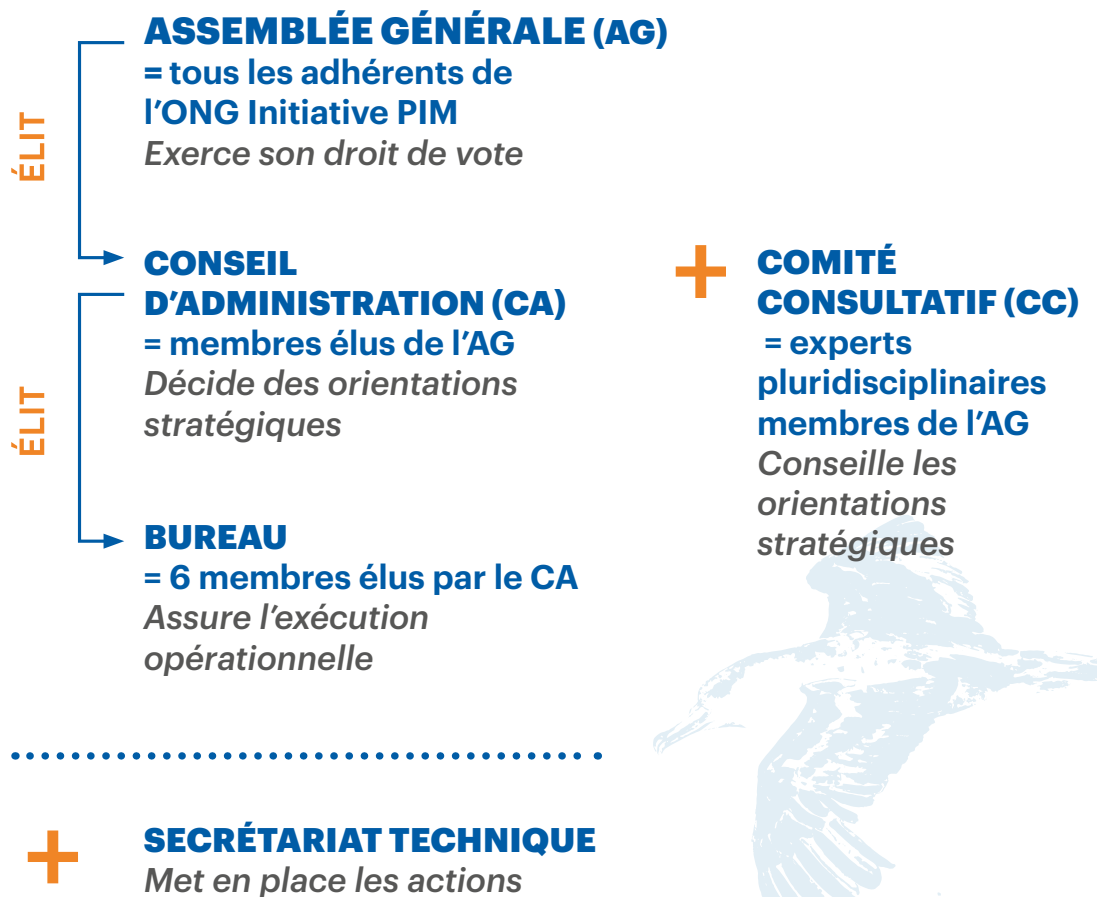 ASSEMBLÉE GÉNÉRALE (AG)
= tous les adhérents de
l'ONG Initiative PIM
Exerce son droit de vote
ÉLIT
CONSEIL
D'ADMINISTRATION (CA)
= membres élus de l'AG
Décide des orientations
stratégiques
ÉLIT
BUREAU
= 6 membres élus par le CA
Assure l'exécution
opérationnelle
+
COMITÉ
CONSULTATIF (CC)
= experts
pluridisciplinaires
membres de l'AG
Conseille les
orientations
stratégiques
+
SECRÉTARIAT TECHNIQUE
Met en place les actions